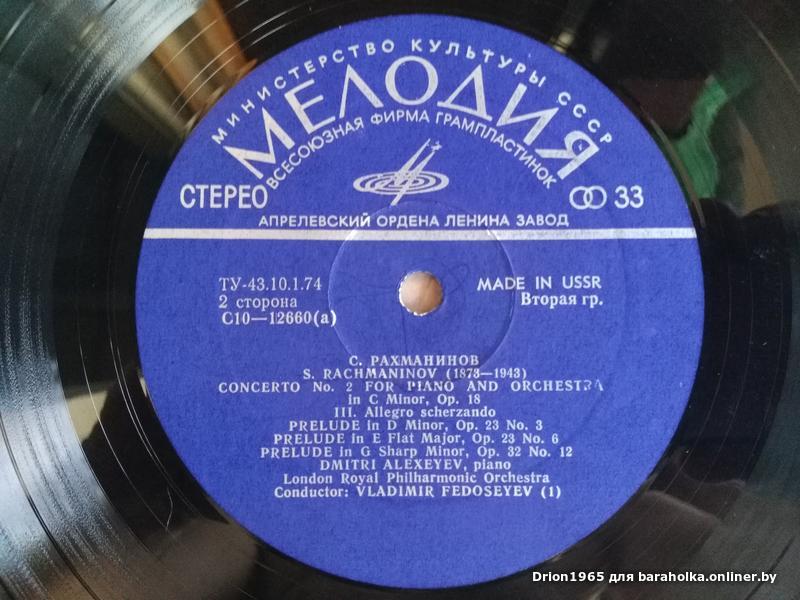 МИНИСТЕРСТВО КУЛЬТУРЫ СССР
МЕЛОДИЯ
ВСЕСОЮЗНАЯ ФИРМА ГРАМПЛАСТИНОК
СТЕРЕО
33
АПРЕЛЕВСКИЙ ОРДЕНА ЛЕНИНА ЗАВОД
ТУ-43.10.1.74
MADE IN USSR
2 сторона
Вторая гр.
С10—12660(а)
С. РАХМАНИНОВ
S. RACHMANINOV (1873—1943)
CONCERTO No. 2 FOR PIANO AND ORCHESTRA
in C Minor, Op. 18
III. Allegro scherzando
PRELUDE in D Minor, Op. 23 No. 3
PRELUDE in E Flat Major, Op. 23 No. 6
PRELUDE in G Sharp Minor, Op. 32 No. 12
DMITRI ALEXEYEV, piano
London Royal Philharmonic Orchestra
Conductor: VLADIMIR FEDOSEYEV (1)
Drion1965 для baraholka.onliner.by